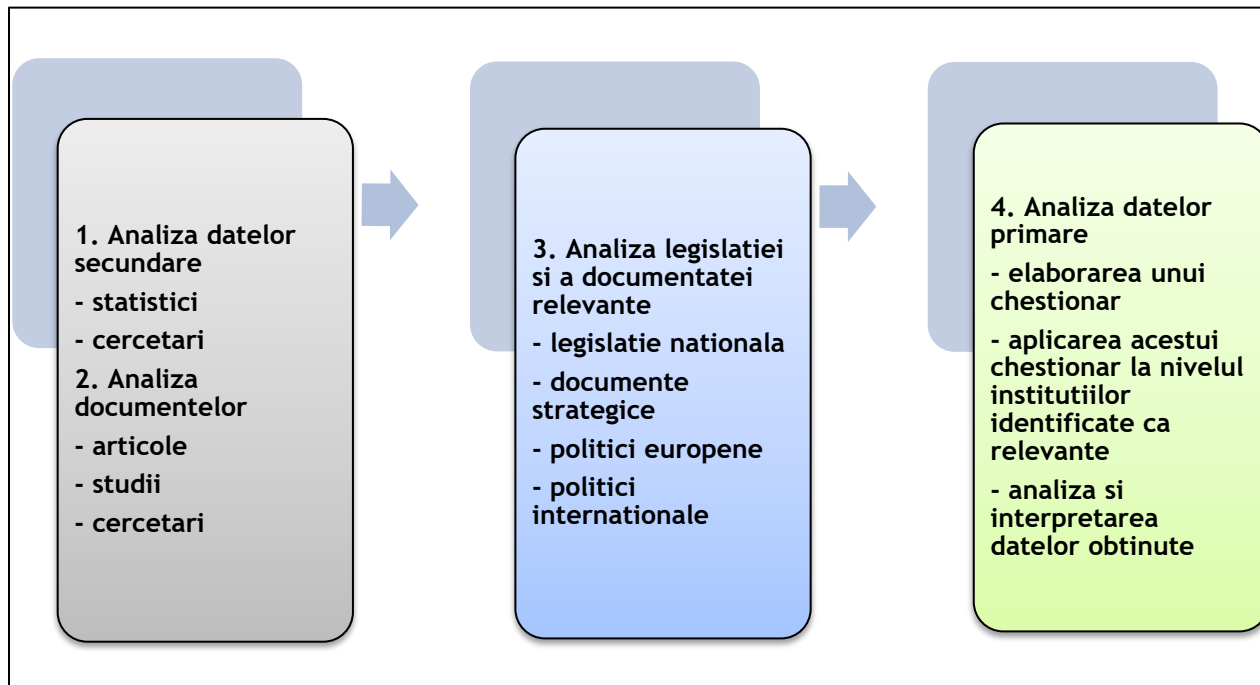 1. Analiza datelor
secundare
- statistici
- cercetari
2. Analiza
documentelor
- articole
- studii
- cercetari
3. Analiza legislatiei
si a documentatei
relevante
- legislatie nationala
- documente
strategice
- politici europene
- politici
internationale
4. Analiza datelor
primare
- elaborarea unui
chestionar
- aplicarea acestui
chestionar la nivelul
institutiilor
identificate ca
relevante
- analiza si
interpretarea
datelor obtinute